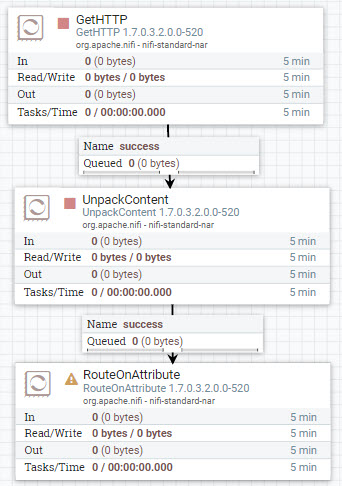 GetHTTP
GetHTTP 1.7.0.3.2.0.0-520
org.apache.nifi - nifi-standard-nar
In 0 (0 bytes) 5 min
Read/Write 0 bytes / 0 bytes 5 min
Out 0 (0 bytes) 5 min
Tasks/Time 0 / 00:00:00.000 5 min
Name success
Queued 0 (0 bytes)
UnpackContent
UnpackContent 1.7.0.3.2.0.0-520
org.apache.nifi - nifi-standard-nar
In 0 (0 bytes) 5 min
Read/Write 0 bytes / 0 bytes 5 min
Out 0 (0 bytes) 5 min
Tasks/Time 0 / 00:00:00.000 5 min
Name success
Queued 0 (0 bytes)
RouteOnAttribute
RouteOnAttribute 1.7.0.3.2.0.0-520
org.apache.nifi - nifi-standard-nar
In 0 (0 bytes) 5 min
Read/Write 0 bytes / 0 bytes 5 min
Out 0 (0 bytes) 5 min
Tasks/Time 0 / 00:00:00.000 5 min